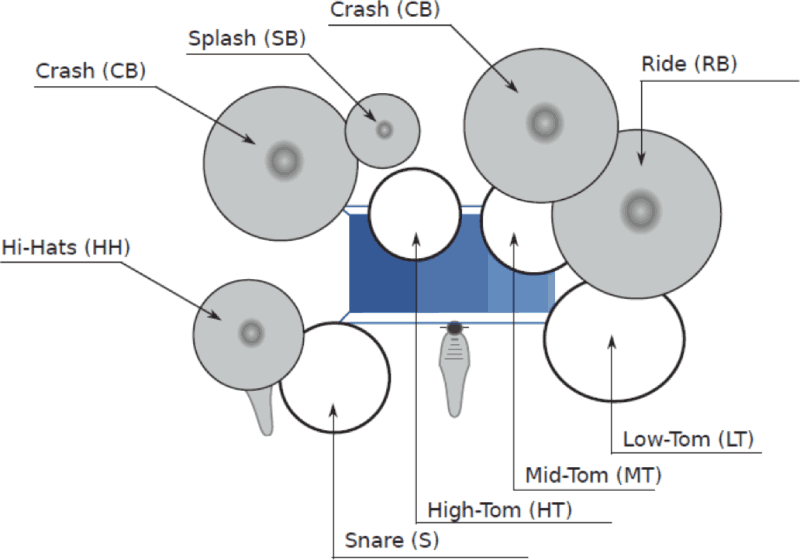 Crash (CB)
Splash (SB)
Crash (CB)
Ride (RB)
Hi-Hats (HH)
Low-Tom (LT)
Mid-Tom (MT)
High-Tom (HT)
Snare (S)